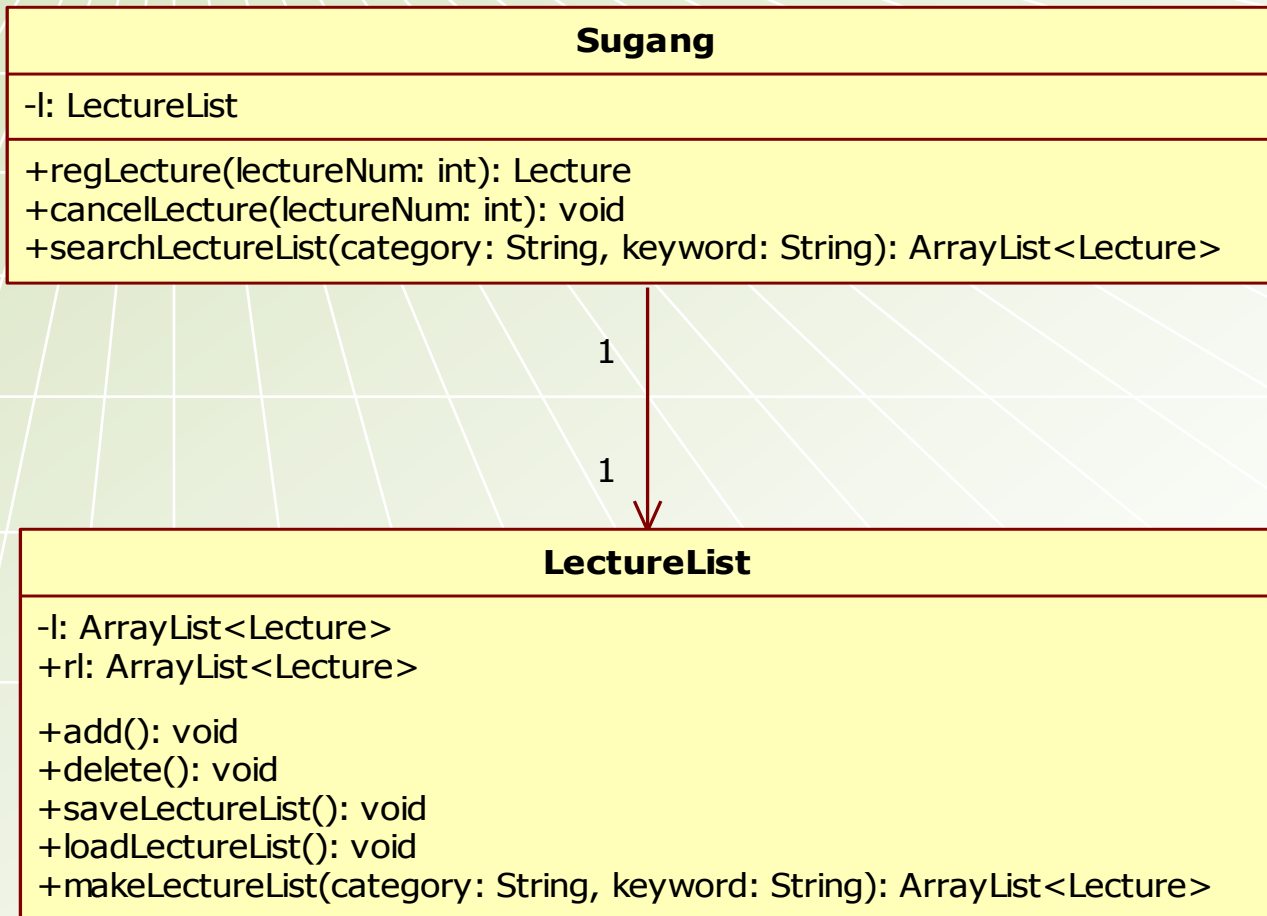 Sugang
-l: LectureList
+regLecture(lectureNum: int): Lecture
+cancelLecture(lectureNum: int): void
+searchLectureList(category: String, keyword: String): ArrayList<Lecture>
1
1
LectureList
-l: ArrayList<Lecture>
+rl: ArrayList<Lecture>
+add(): void
+delete(): void
+saveLectureList(): void
+loadLectureList(): void
+makeLectureList(category: String, keyword: String): ArrayList<Lecture>